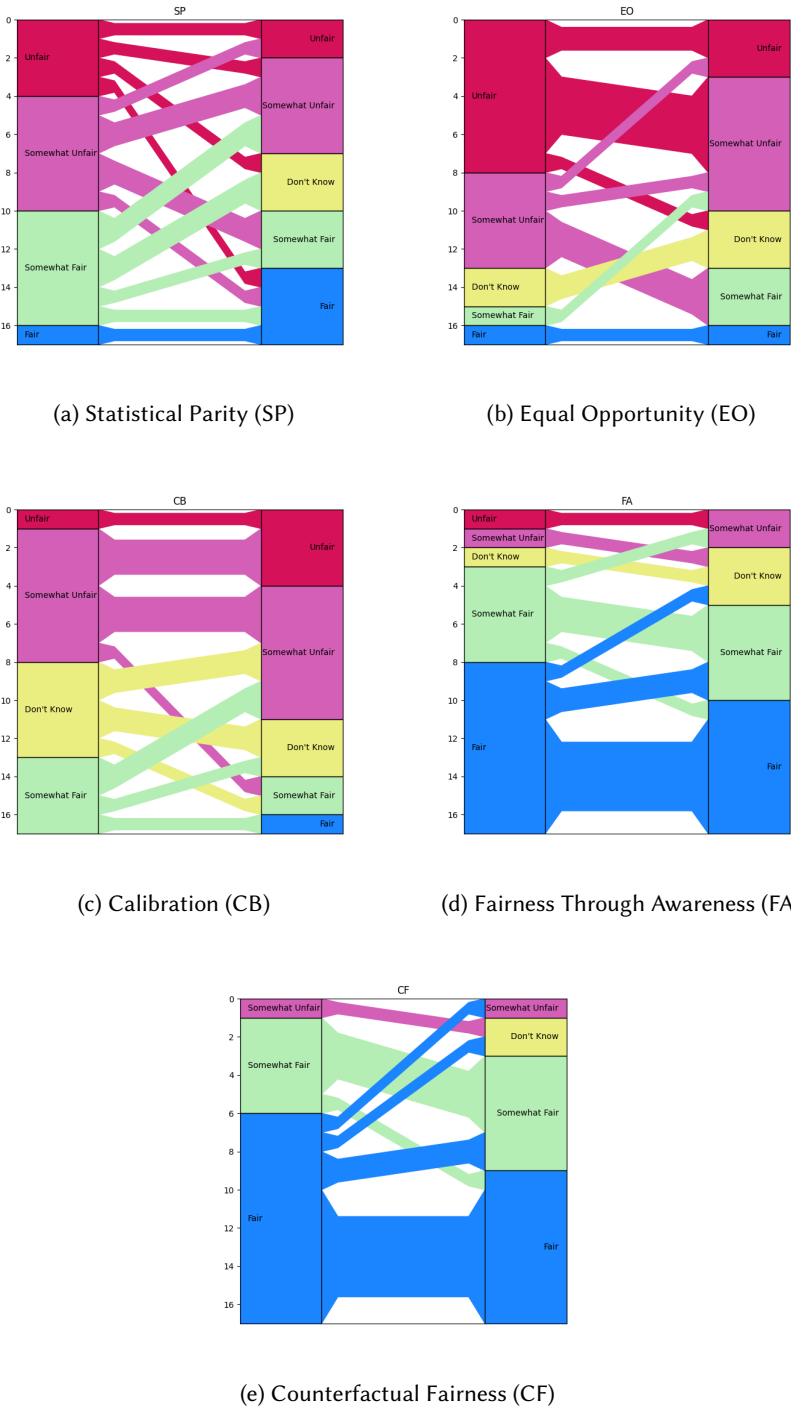 SP
0
2
4
6
8
10
12
14
16
Unfair
Somewhat Unfair
Somewhat Fair
Fair
Unfair
Somewhat Unfair
Don't Know
Somewhat Fair
Fair
EO
0
2
4
6
8
10
12
14
16
Unfair
Somewhat Unfair
Don't Know
Somewhat Fair
Fair
Unfair
Somewhat Unfair
Don't Know
Somewhat Fair
Fair
(a) Statistical Parity (SP)
(b) Equal Opportunity (EO)
CB
0
2
4
6
8
10
12
14
16
Unfair
Somewhat Unfair
Don't Know
Somewhat Fair
Unfair
Somewhat Unfair
Don't Know
Somewhat Fair
Fair
FA
0
2
4
6
8
10
12
14
16
Unfair
Somewhat Unfair
Don't Know
Somewhat Fair
Fair
Somewhat Unfair
Don't Know
Somewhat Fair
Fair
(c) Calibration (CB)
(d) Fairness Through Awareness (FA
CF
0
2
4
6
8
10
12
14
16
Somewhat Unfair
Somewhat Fair
Fair
Somewhat Unfair
Don't Know
Somewhat Fair
Fair
(e) Counterfactual Fairness (CF)